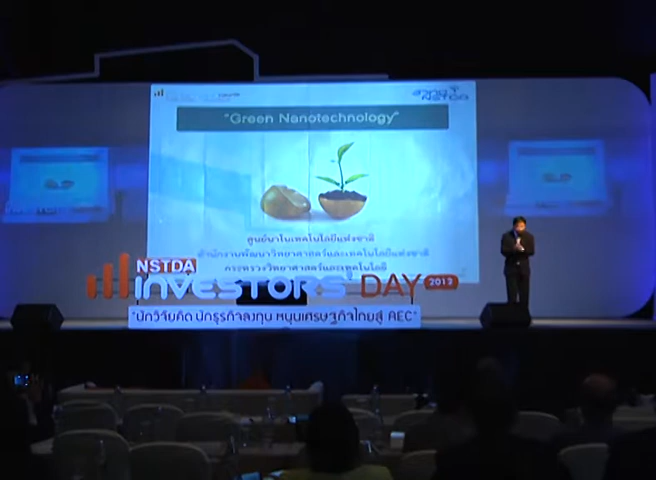 สวทช
NSTDA
"Green Nanotechnology"
ศูนย์นาโนเทคโนโลยีแห่งชาติ
สำนักงานพัฒนาวิทยาศาสตร์และเทคโนโลยีแห่งชาติ
กระทรวงวิทยาศาสตร์และเทคโนโลยี
NSTDA
INVESTORS' DAY 2013
"นักวิจัยคิด นักธุรกิจลงทุน หนุนเศรษฐกิจไทยสู่ AEC"